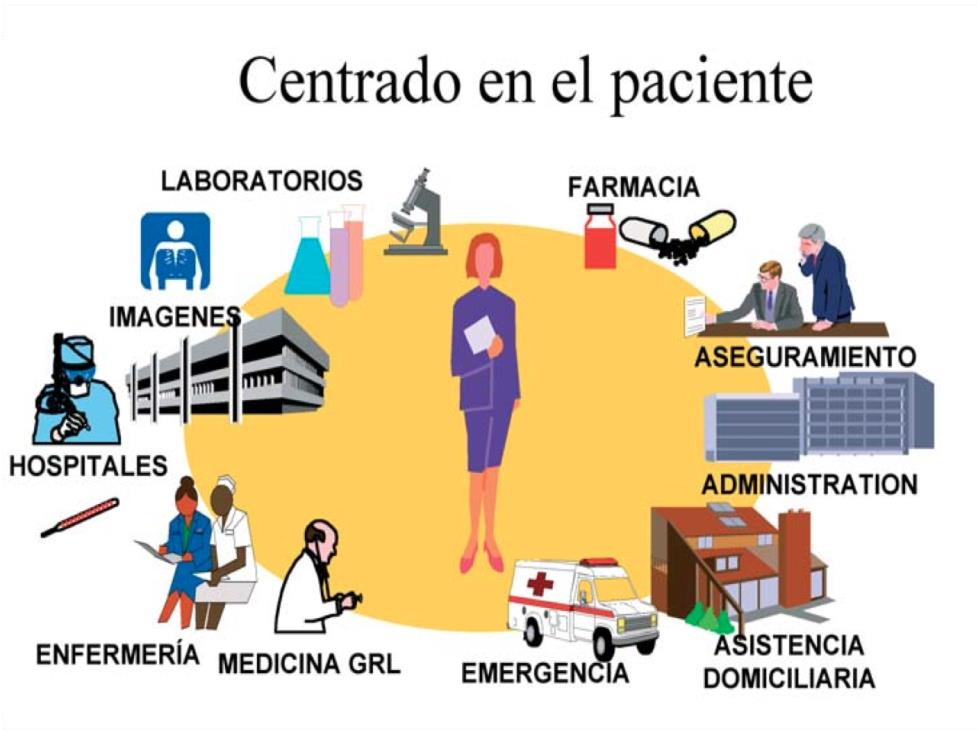 Centrado en el paciente
LABORATORIOS
FARMACIA
IMAGENES
ASEGURAMIENTO
HOSPITALES
ADMINISTRATION
ENFERMERÍA
MEDICINA GRL
EMERGENCIA
ASISTENCIA
DOMICILIARIA